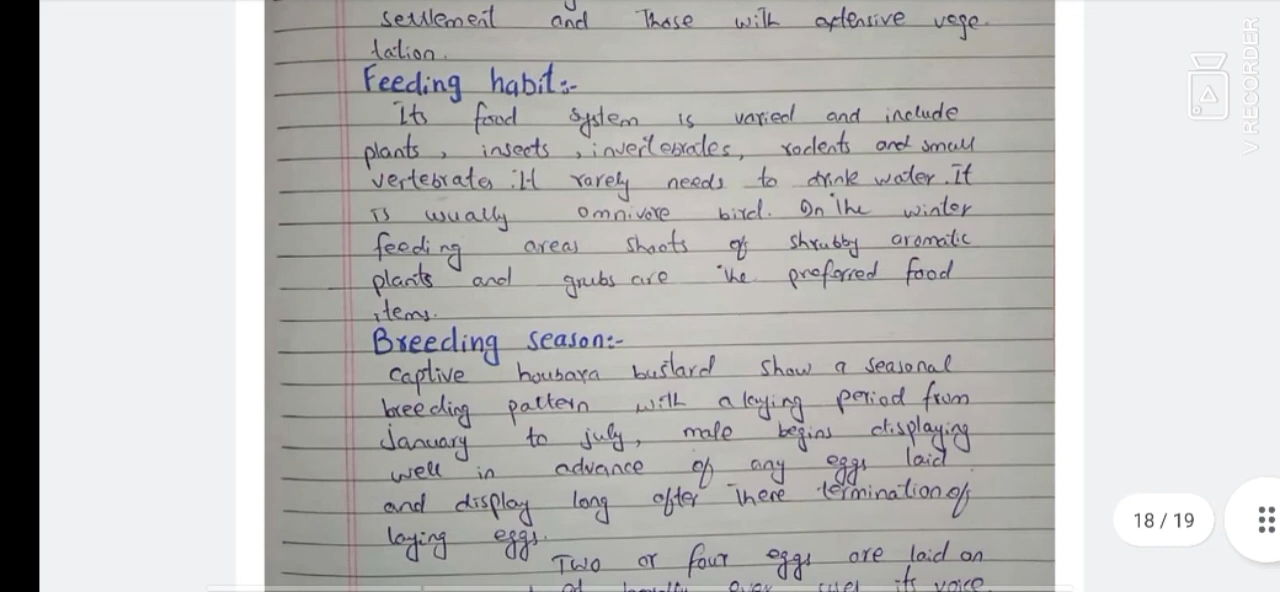 settlement and Those with extensive vege-
tation.
Feeding habit:-
Its food system is varied and include
plants, insects, invertebrates, rodents and small
vertebrates. It rarely needs to drink water. It
is usually omnivore bird. On the winter
feeding areas shoots of shrubby aromatic
plants and grubs are the preferred food
items.
Breeding season:-
captive houbara bustard show a seasonal
breeding pattern with a laying period from
january to july, male begins displaying
well in advance of any eggs laid
and display long after there termination of
laying eggs.
Two or four eggs are laid on
its voice
18 / 19
V RECORDER